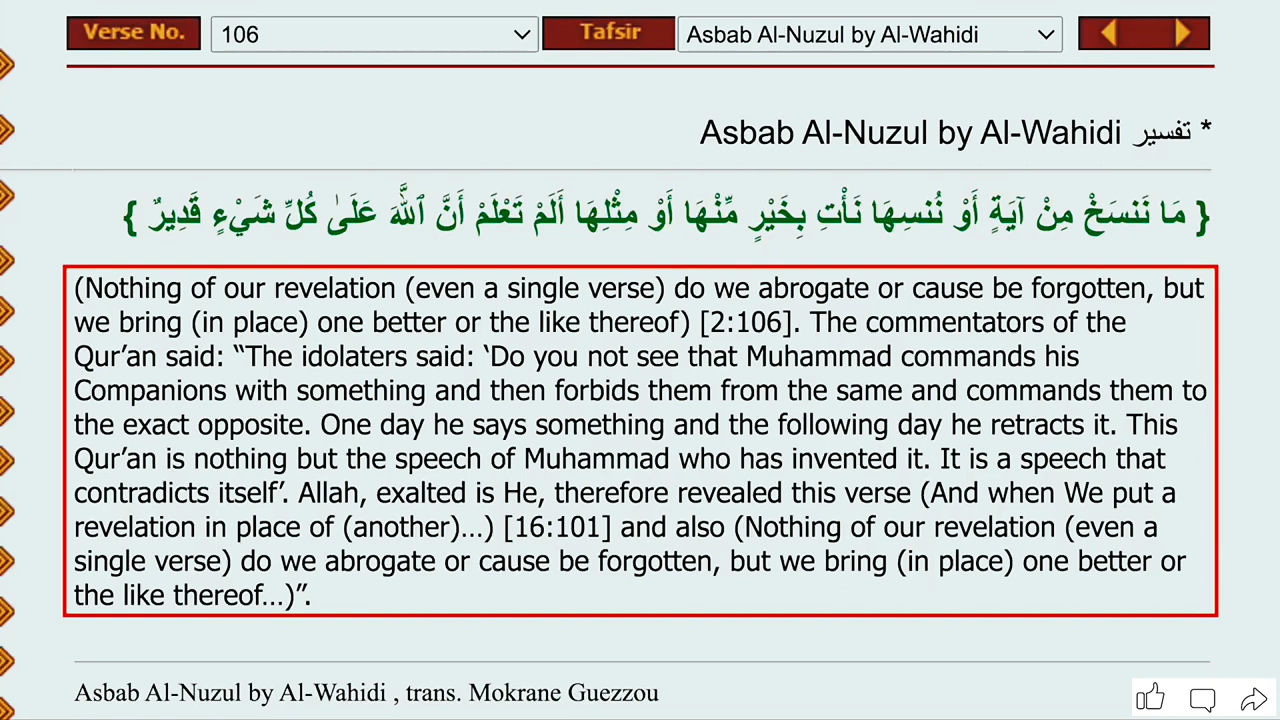 Verse No. 106 Tafsir Asbab Al-Nuzul by Al-Wahidi
* تفسير Asbab Al-Nuzul by Al-Wahidi
{ مَا نَنسَخْ مِنْ آيَةٍ أَوْ نُنسِهَا نَأْتِ بِخَيْرٍ مِّنْهَا أَوْ مِثْلِهَا أَلَمْ تَعْلَمْ أَنَّ ٱللَّهَ عَلَىٰ كُلِّ شَيْءٍ قَدِيرٌ }
(Nothing of our revelation (even a single verse) do we abrogate or cause be forgotten, but
we bring (in place) one better or the like thereof) [2:106]. The commentators of the
Qur’an said: “The idolaters said: ‘Do you not see that Muhammad commands his
Companions with something and then forbids them from the same and commands them to
the exact opposite. One day he says something and the following day he retracts it. This
Qur’an is nothing but the speech of Muhammad who has invented it. It is a speech that
contradicts itself’. Allah, exalted is He, therefore revealed this verse (And when We put a
revelation in place of (another)…) [16:101] and also (Nothing of our revelation (even a
single verse) do we abrogate or cause be forgotten, but we bring (in place) one better or
the like thereof…)”.
Asbab Al-Nuzul by Al-Wahidi , trans. Mokrane Guezzou